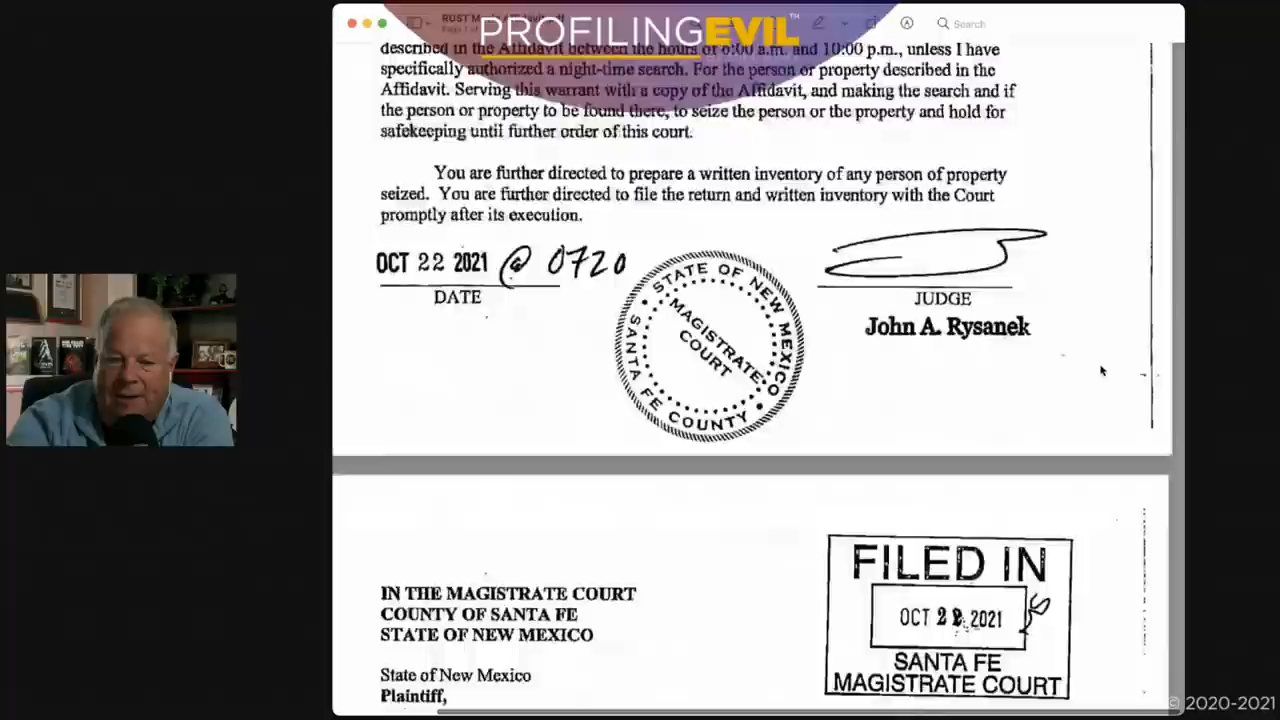 PROFILINGEVIL™
Search
described in the Affidavit between the hours of 6:00 a.m. and 10:00 p.m., unless I have
specifically authorized a night-time search. For the person or property described in the
Affidavit. Serving this warrant with a copy of the Affidavit, and making the search and if
the person or property to be found there, to seize the person or the property and hold for
safekeeping until further order of this court.
You are further directed to prepare a written inventory of any person of property
seized. You are further directed to file the return and written inventory with the Court
promptly after its execution.
OCT 22 2021 @ 0720
DATE
STATE OF NEW MEXICO
MAGISTRATE
COURT
SANTA FE COUNTY
JUDGE
John A. Rysanek
FILED IN
OCT 22 2021
SANTA FE
MAGISTRATE COURT
IN THE MAGISTRATE COURT
COUNTY OF SANTA FE
STATE OF NEW MEXICO
State of New Mexico
Plaintiff,
© 2020-2021